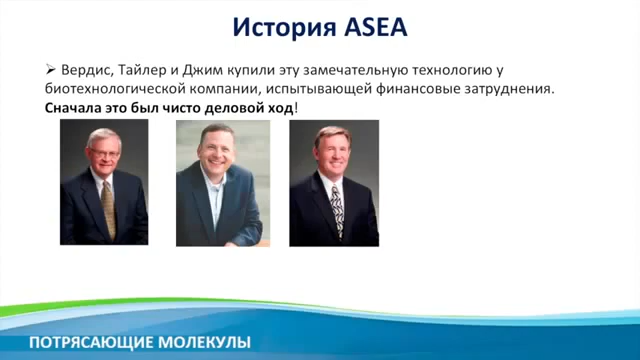 История ASEA
➢ Вердис, Тайлер и Джим купили эту замечательную технологию у
биотехнологической компании, испытывающей финансовые затруднения.
Сначала это был чисто деловой ход!
ПОТРЯСАЮЩИЕ МОЛЕКУЛЫ